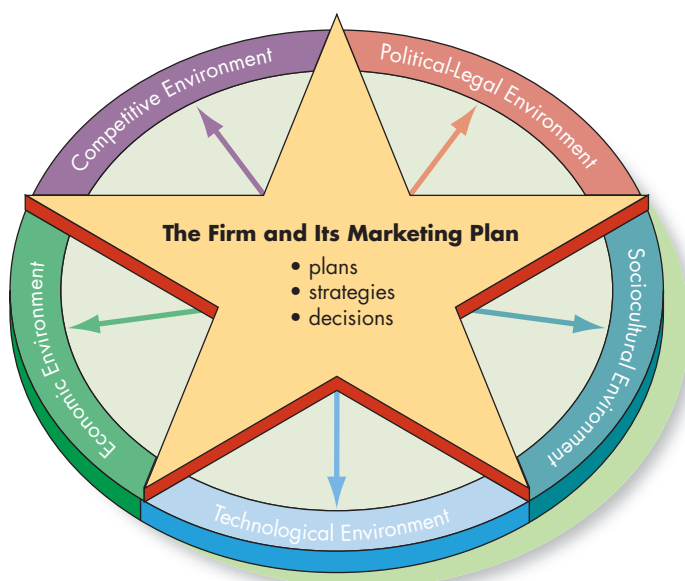 Competitive Environment
Political-Legal Environment
The Firm and Its Marketing Plan
• plans
• strategies
• decisions
Economic Environment
Sociocultural Environment
Technological Environment